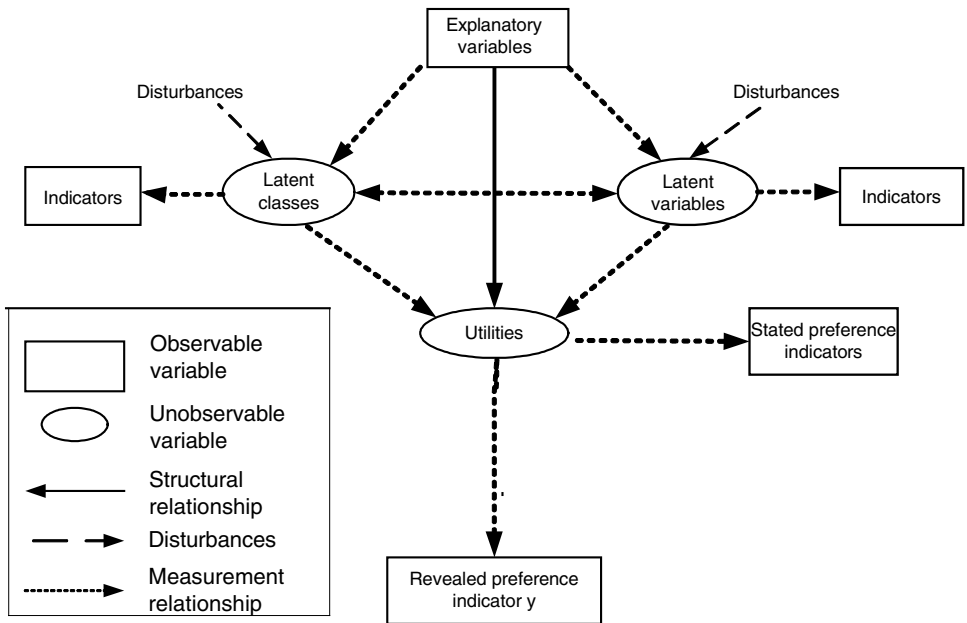 Explanatory
variables
Disturbances
Disturbances
Indicators
Latent
classes
Latent
variables
Indicators
Utilities
Stated preference
indicators
Observable
variable
Unobservable
variable
Structural
relationship
Disturbances
Measurement
relationship
Revealed preference
indicator y